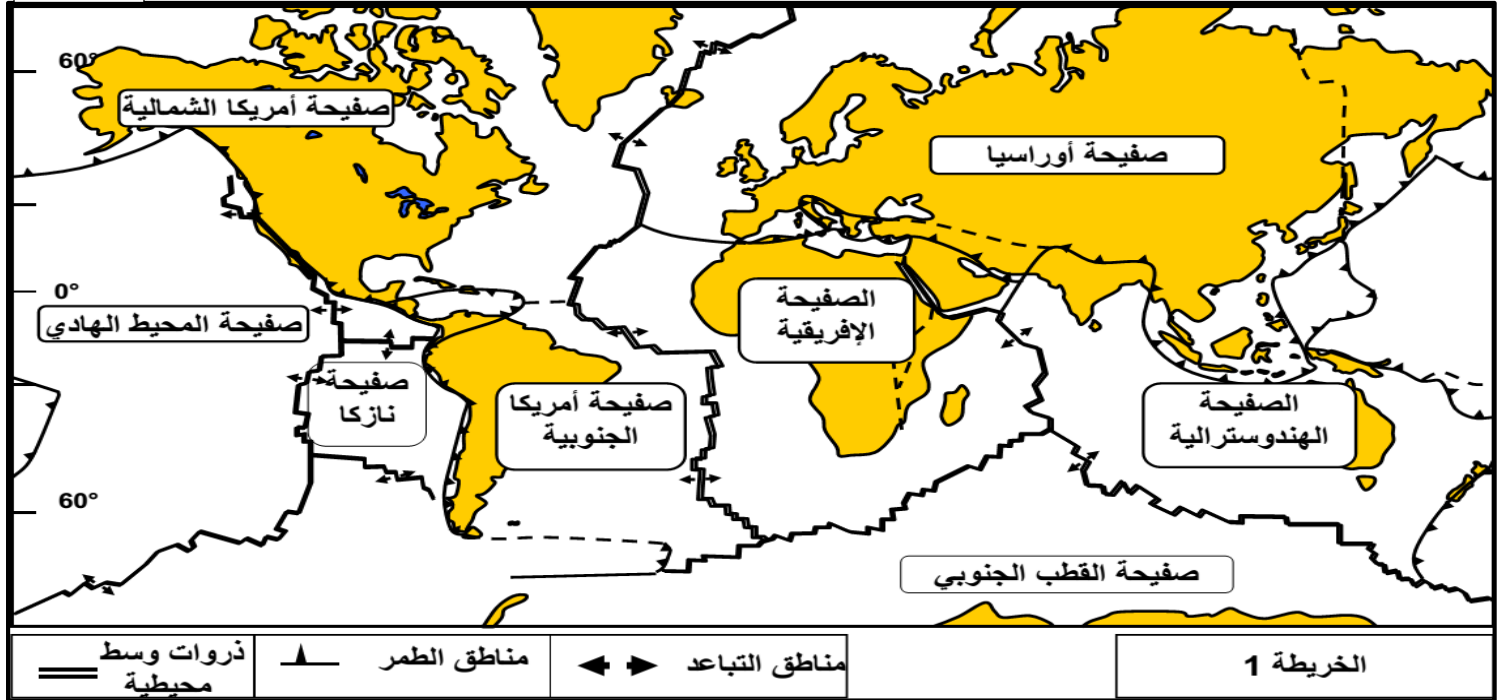 60°
صفيحة أمريكا الشمالية
صفيحة أوراسيا
0°
صفيحة المحيط الهادي
الصفيحة
الإفريقية
صفيحة
نازكا
صفيحة أمريكا
الجنوبية
الصفيحة
الهندوسترالية
60°
صفيحة القطب الجنوبي
الخريطة 1
مناطق التباعد
مناطق الطمر
ذروات وسط
محيطية